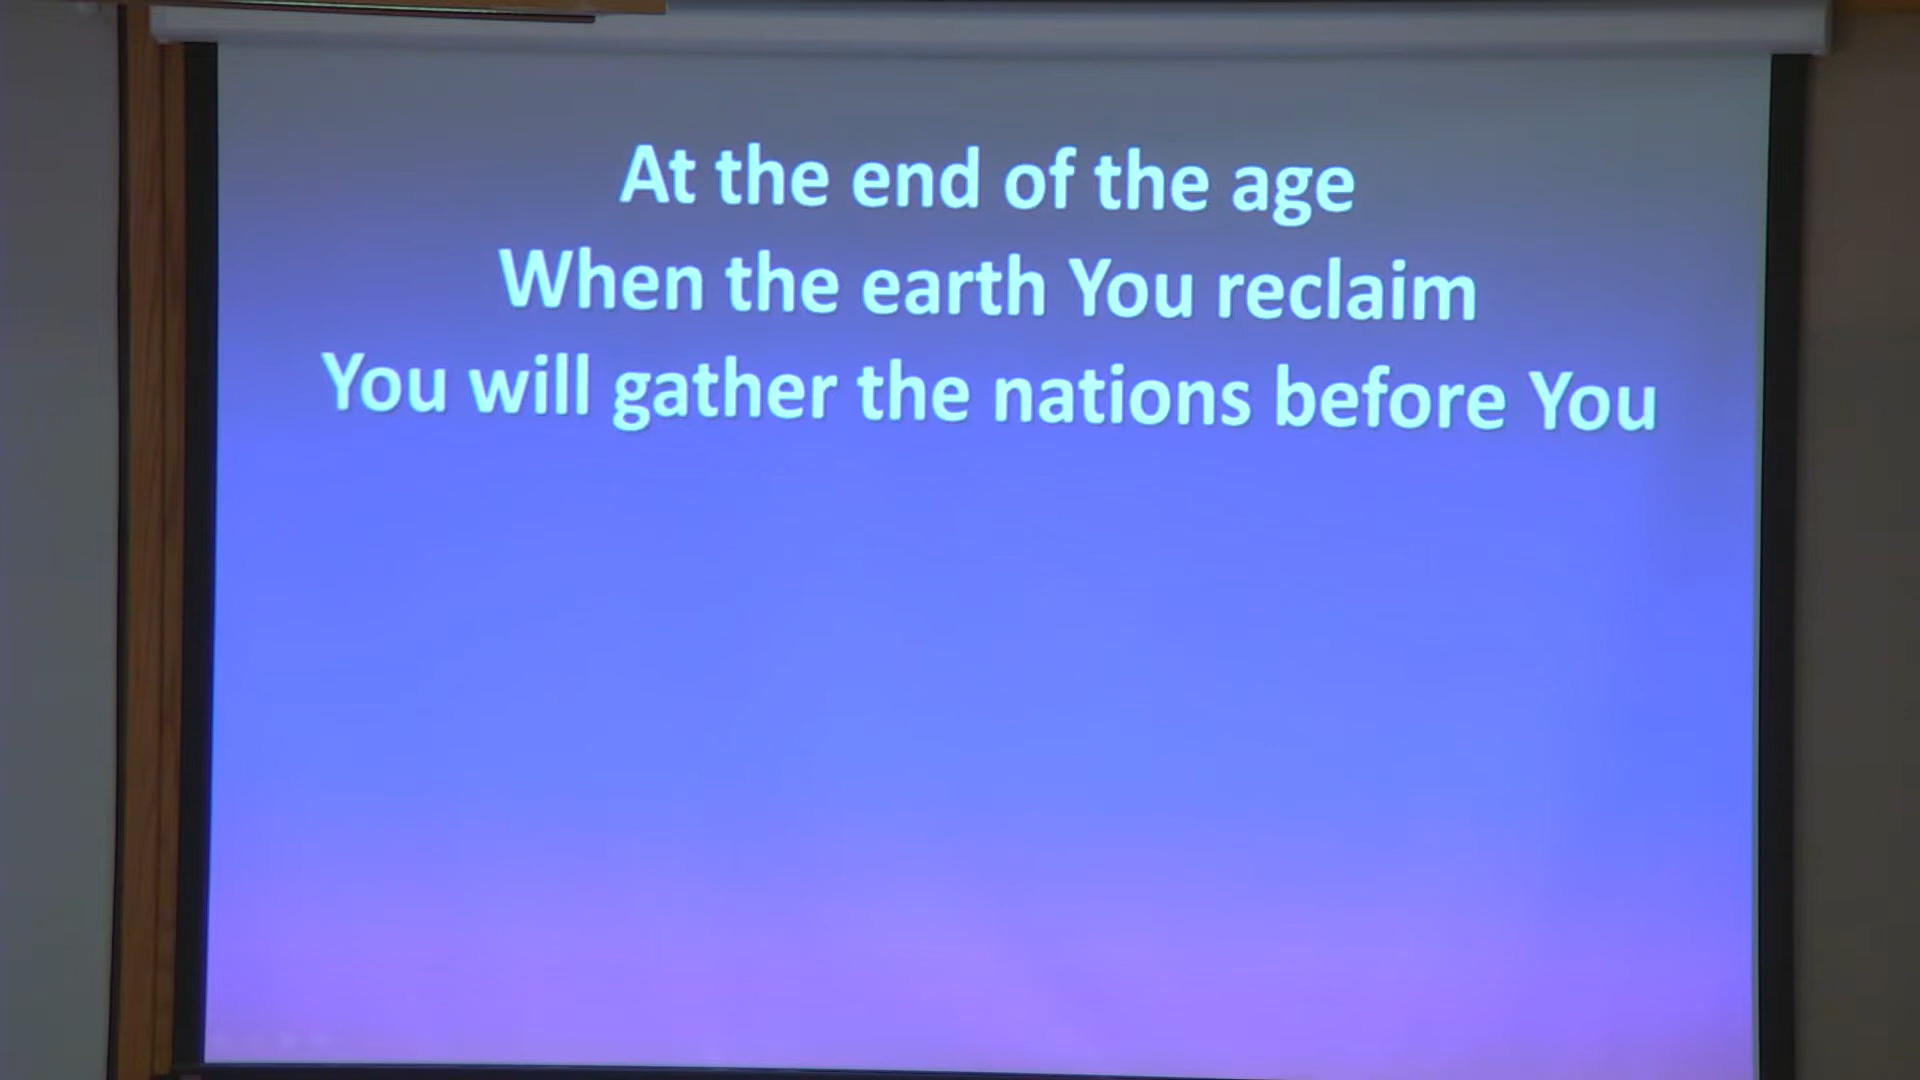 At the end of the age
When the earth You reclaim
You will gather the nations before You